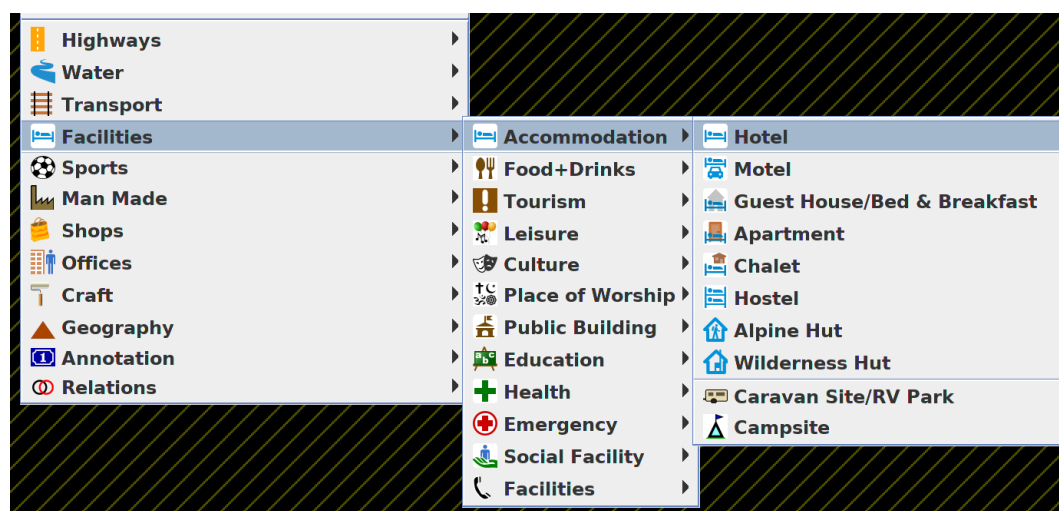 Highways
Water
Transport
Facilities
Sports
Man Made
Shops
Offices
Craft
Geography
Annotation
Relations
Accommodation
Food+Drinks
Tourism
Leisure
Culture
Place of Worship
Public Building
Education
Health
Emergency
Social Facility
Facilities
Hotel
Motel
Guest House/Bed & Breakfast
Apartment
Chalet
Hostel
Alpine Hut
Wilderness Hut
Caravan Site/RV Park
Campsite